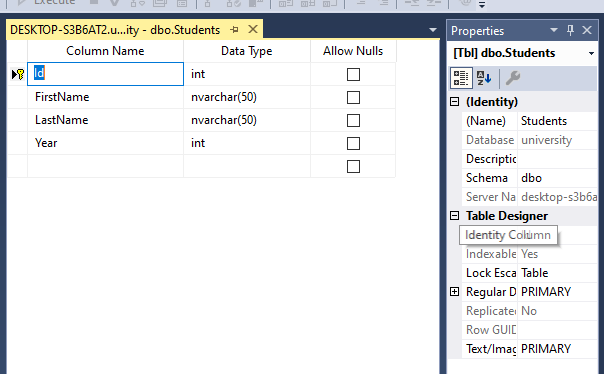 DESKTOP-S3B6AT2.u...ity - dbo.Students
Column Name Data Type Allow Nulls
Id int
FirstName nvarchar(50)
LastName nvarchar(50)
Year int
Properties
[Tbl] dbo.Students
(Identity)
(Name) Students
Database university
Descriptic
Schema dbo
Server Na desktop-s3b6a
Table Designer
Identity Column
Indexable Yes
Lock Esca Table
Regular D PRIMARY
Replicated No
Row GUID
Text/Imag PRIMARY